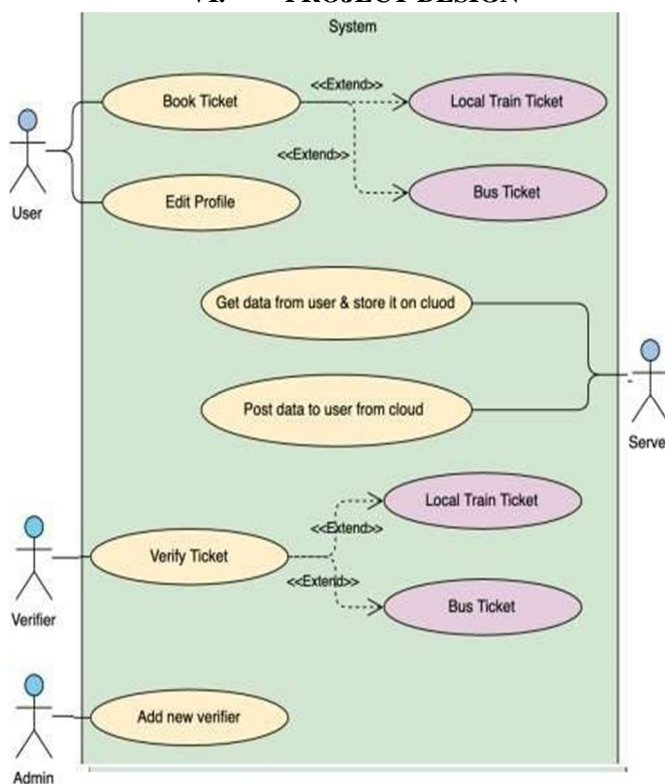 VI. PROJECT DESIGN
System
<<Extend>>
Book Ticket
Local Train Ticket
<<Extend>>
Bus Ticket
Edit Profile
User
Get data from user & store it on cluod
Post data to user from cloud
Serve
Local Train Ticket
<<Extend>>
Verify Ticket
<<Extend>>
Bus Ticket
Verifier
Add new verifier
Admin